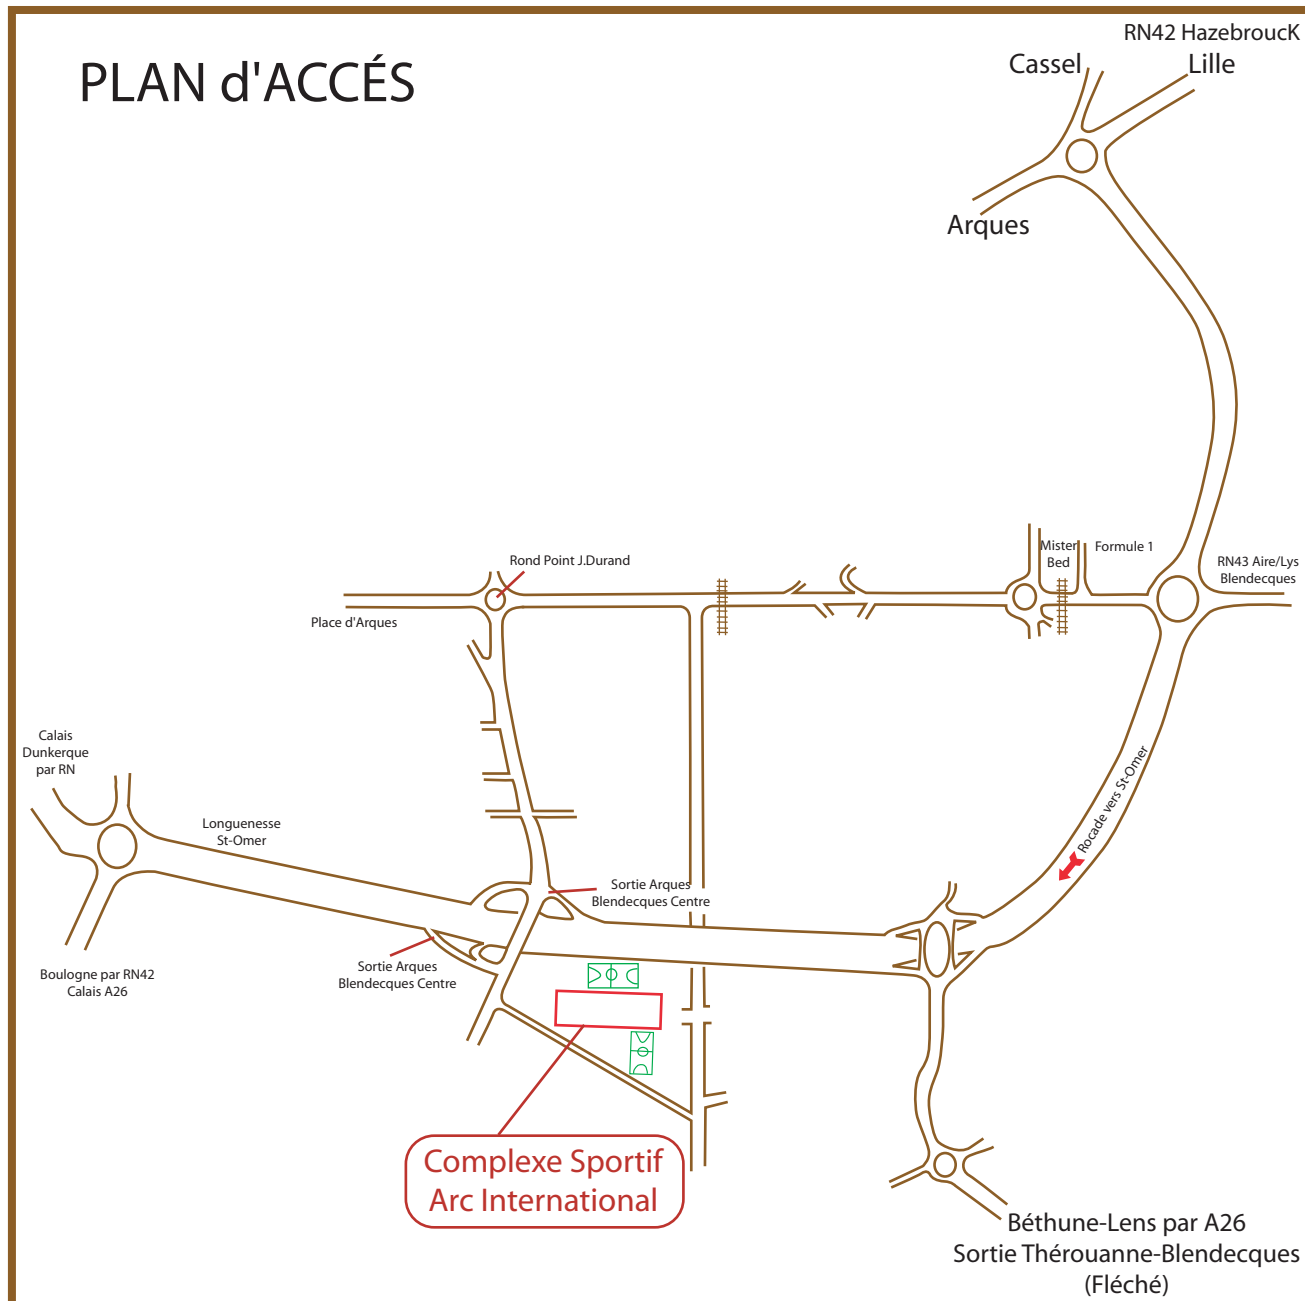 PLAN d'ACCÉS
RN42 HazebroucK
Cassel
Lille
Arques
Rond Point J.Durand
Mister
Bed
Formule 1
RN43 Aire/Lys
Blendecques
Place d'Arques
Calais
Dunkerque
par RN
Rocade vers St-Omer
Longuenesse
St-Omer
Sortie Arques
Blendecques Centre
Sortie Arques
Blendecques Centre
Boulogne par RN42
Calais A26
Complexe Sportif
Arc International
Béthune-Lens par A26
Sortie Thérouanne-Blendecques
(Fléché)